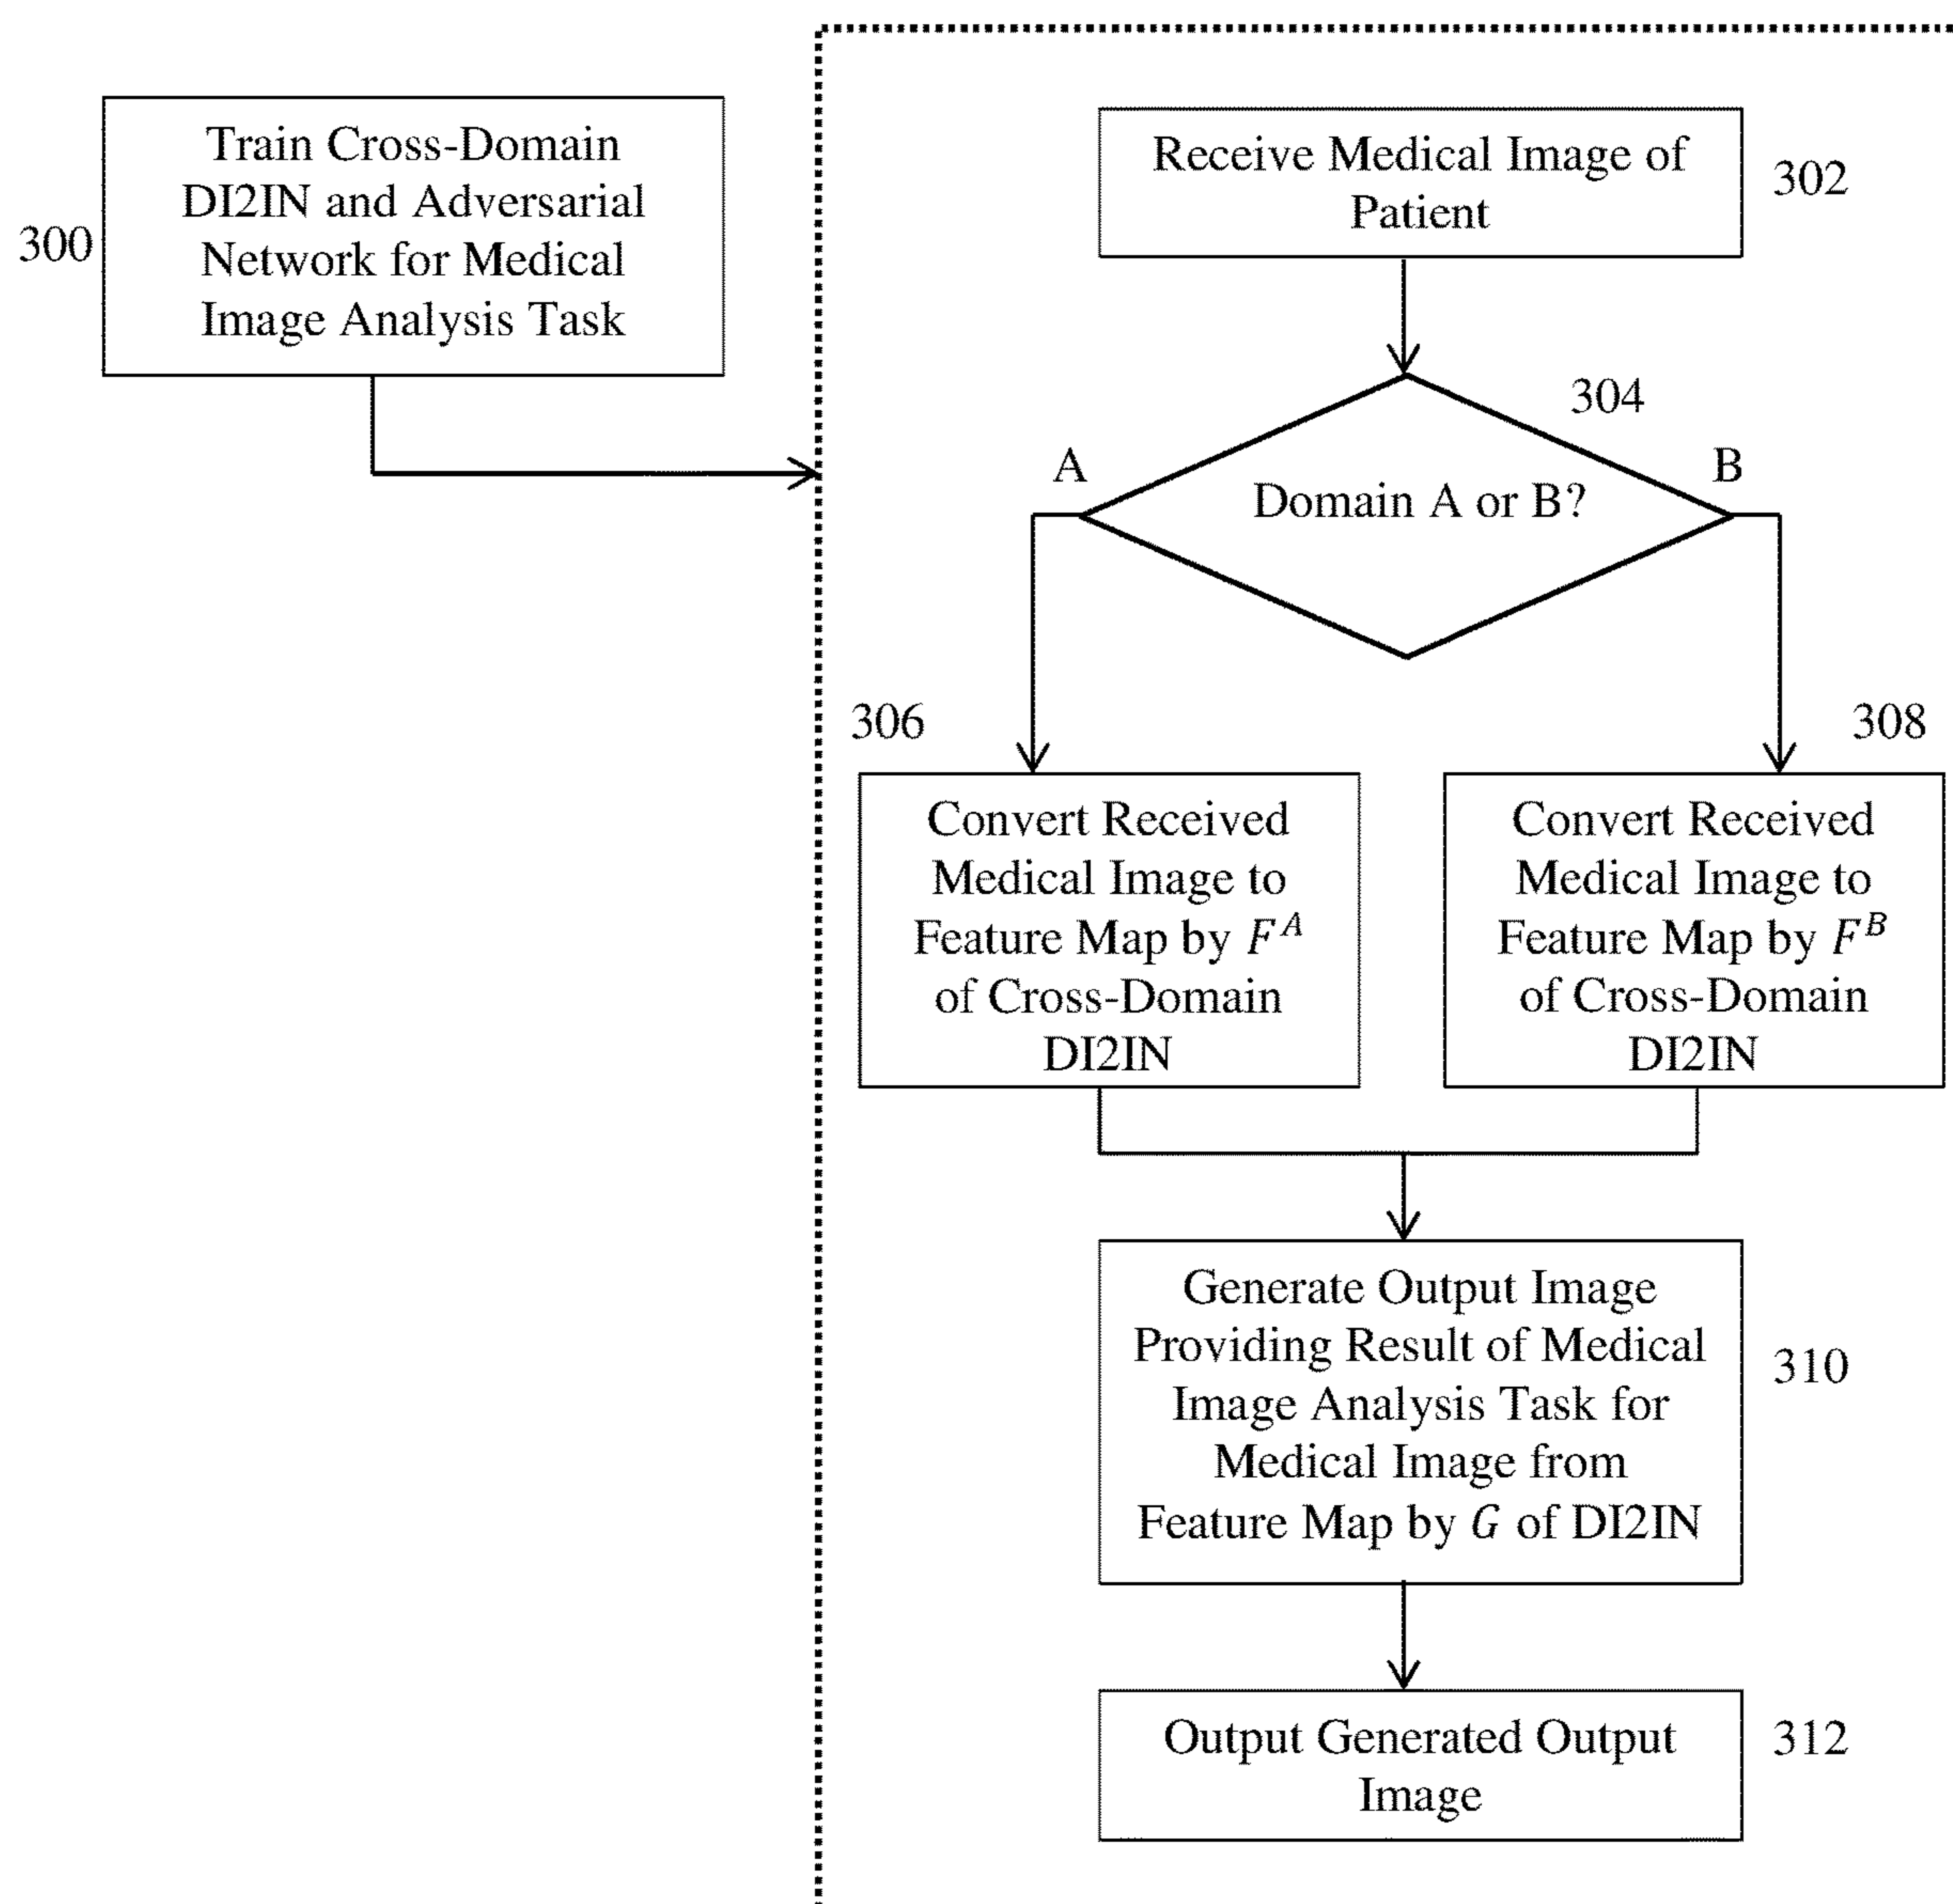 300
Train Cross-Domain
DI2IN and Adversarial
Network for Medical
Image Analysis Task
Receive Medical Image of
Patient
302
304
Domain A or B?
A
B
306
Convert Received
Medical Image to
Feature Map by F^A
of Cross-Domain
DI2IN
308
Convert Received
Medical Image to
Feature Map by F^B
of Cross-Domain
DI2IN
Generate Output Image
Providing Result of Medical
Image Analysis Task for
Medical Image from
Feature Map by G of DI2IN
310
Output Generated Output
Image
312